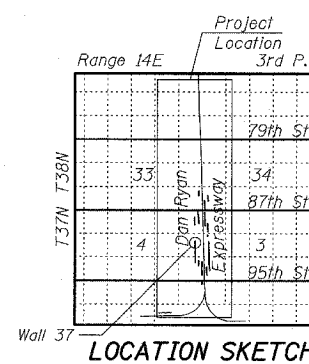 Project
Location
Range 14E 3rd P.
79th St
T38N
33 34
87th St
T37N
Dan Ryan
Expressway
4 3
95th St
Wall 37
LOCATION SKETCH